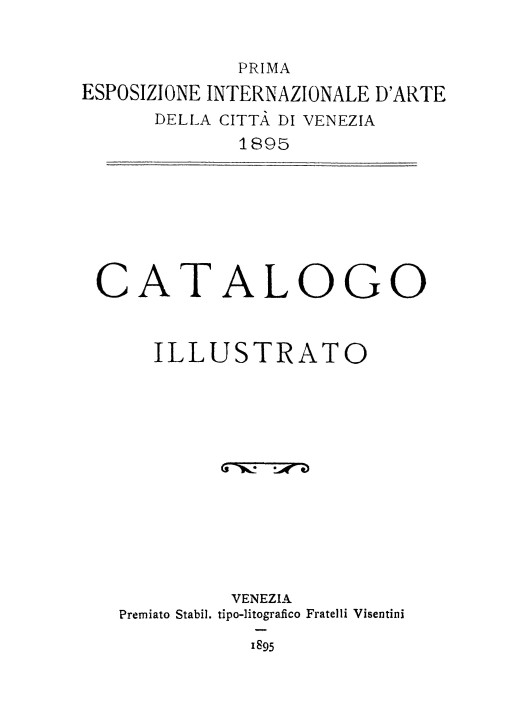 PRIMA
ESPOSIZIONE INTERNAZIONALE D'ARTE
DELLA CITTÀ DI VENEZIA
1895
CATALOGO
ILLUSTRATO
VENEZIA
Premiato Stabil. tipo-litografico Fratelli Visentini
1895